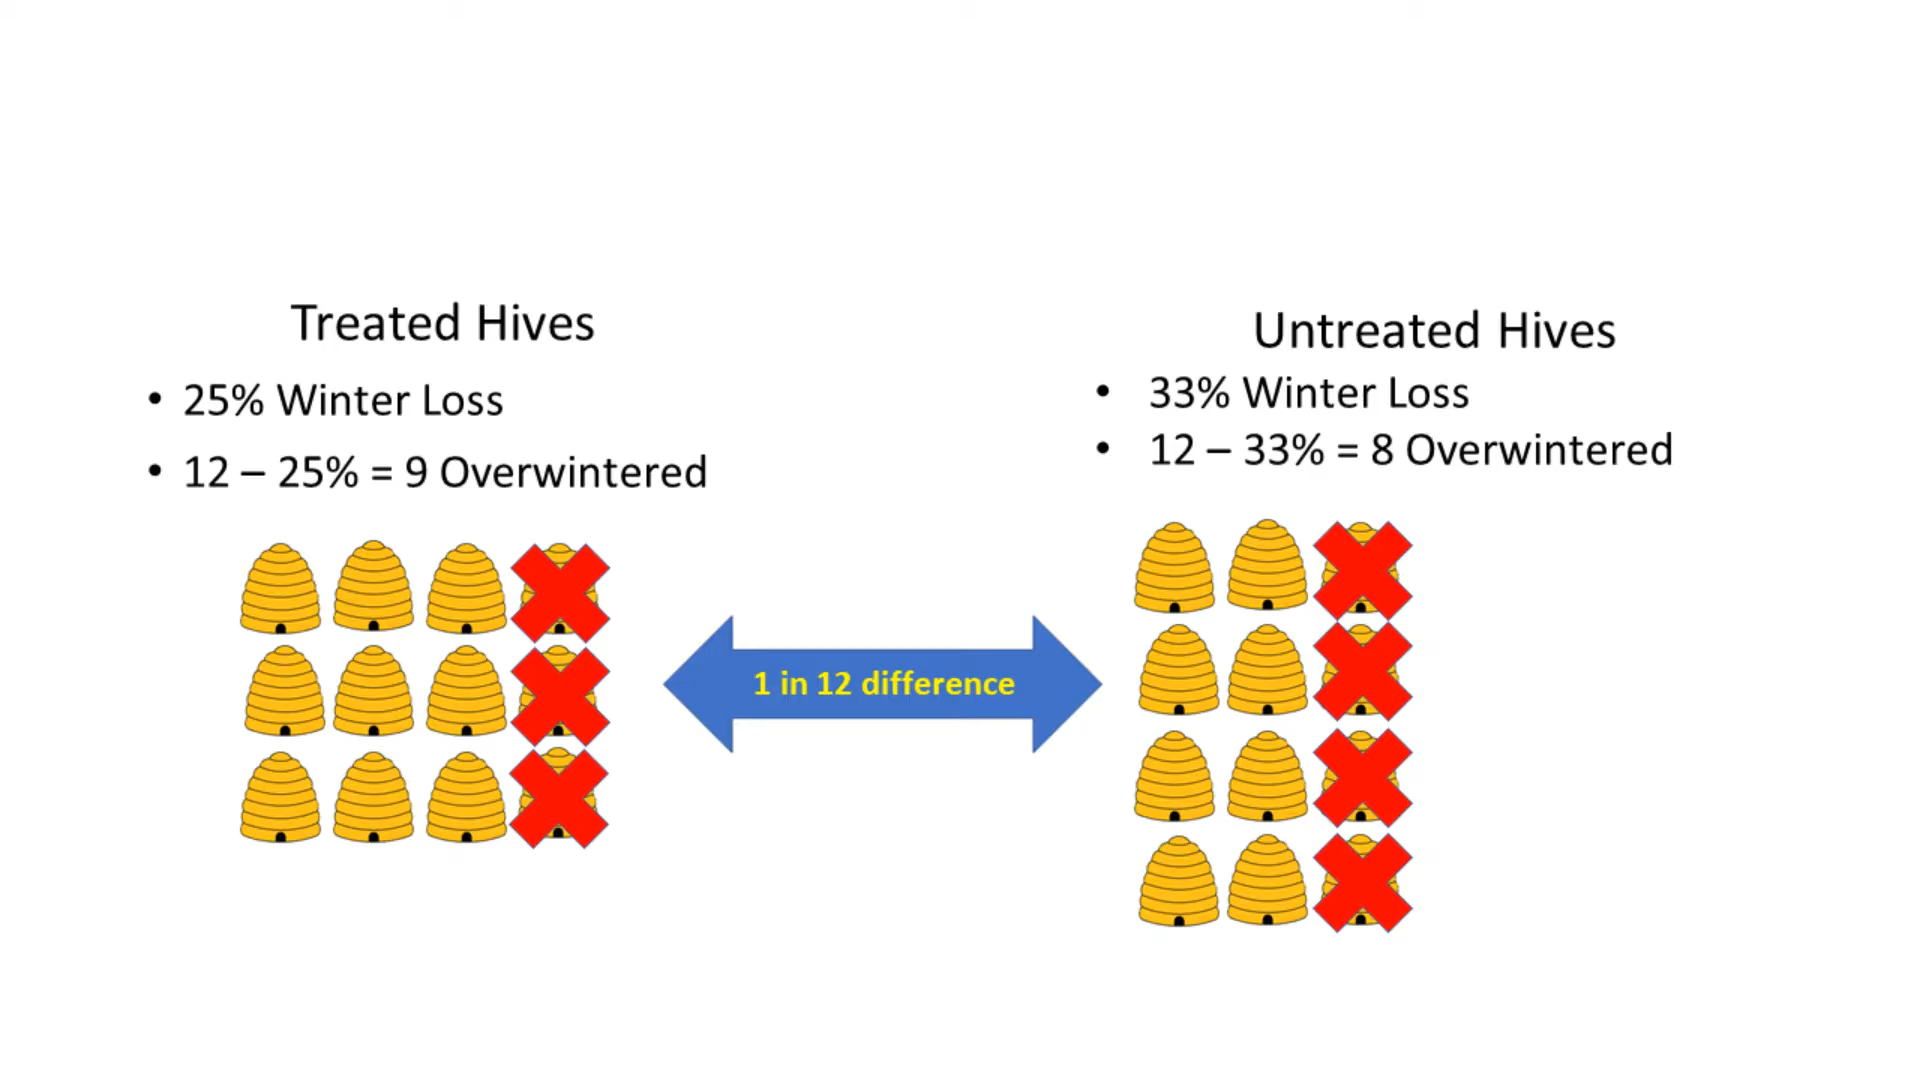 Treated Hives
• 25% Winter Loss
• 12 – 25% = 9 Overwintered
1 in 12 difference
Untreated Hives
• 33% Winter Loss
• 12 – 33% = 8 Overwintered